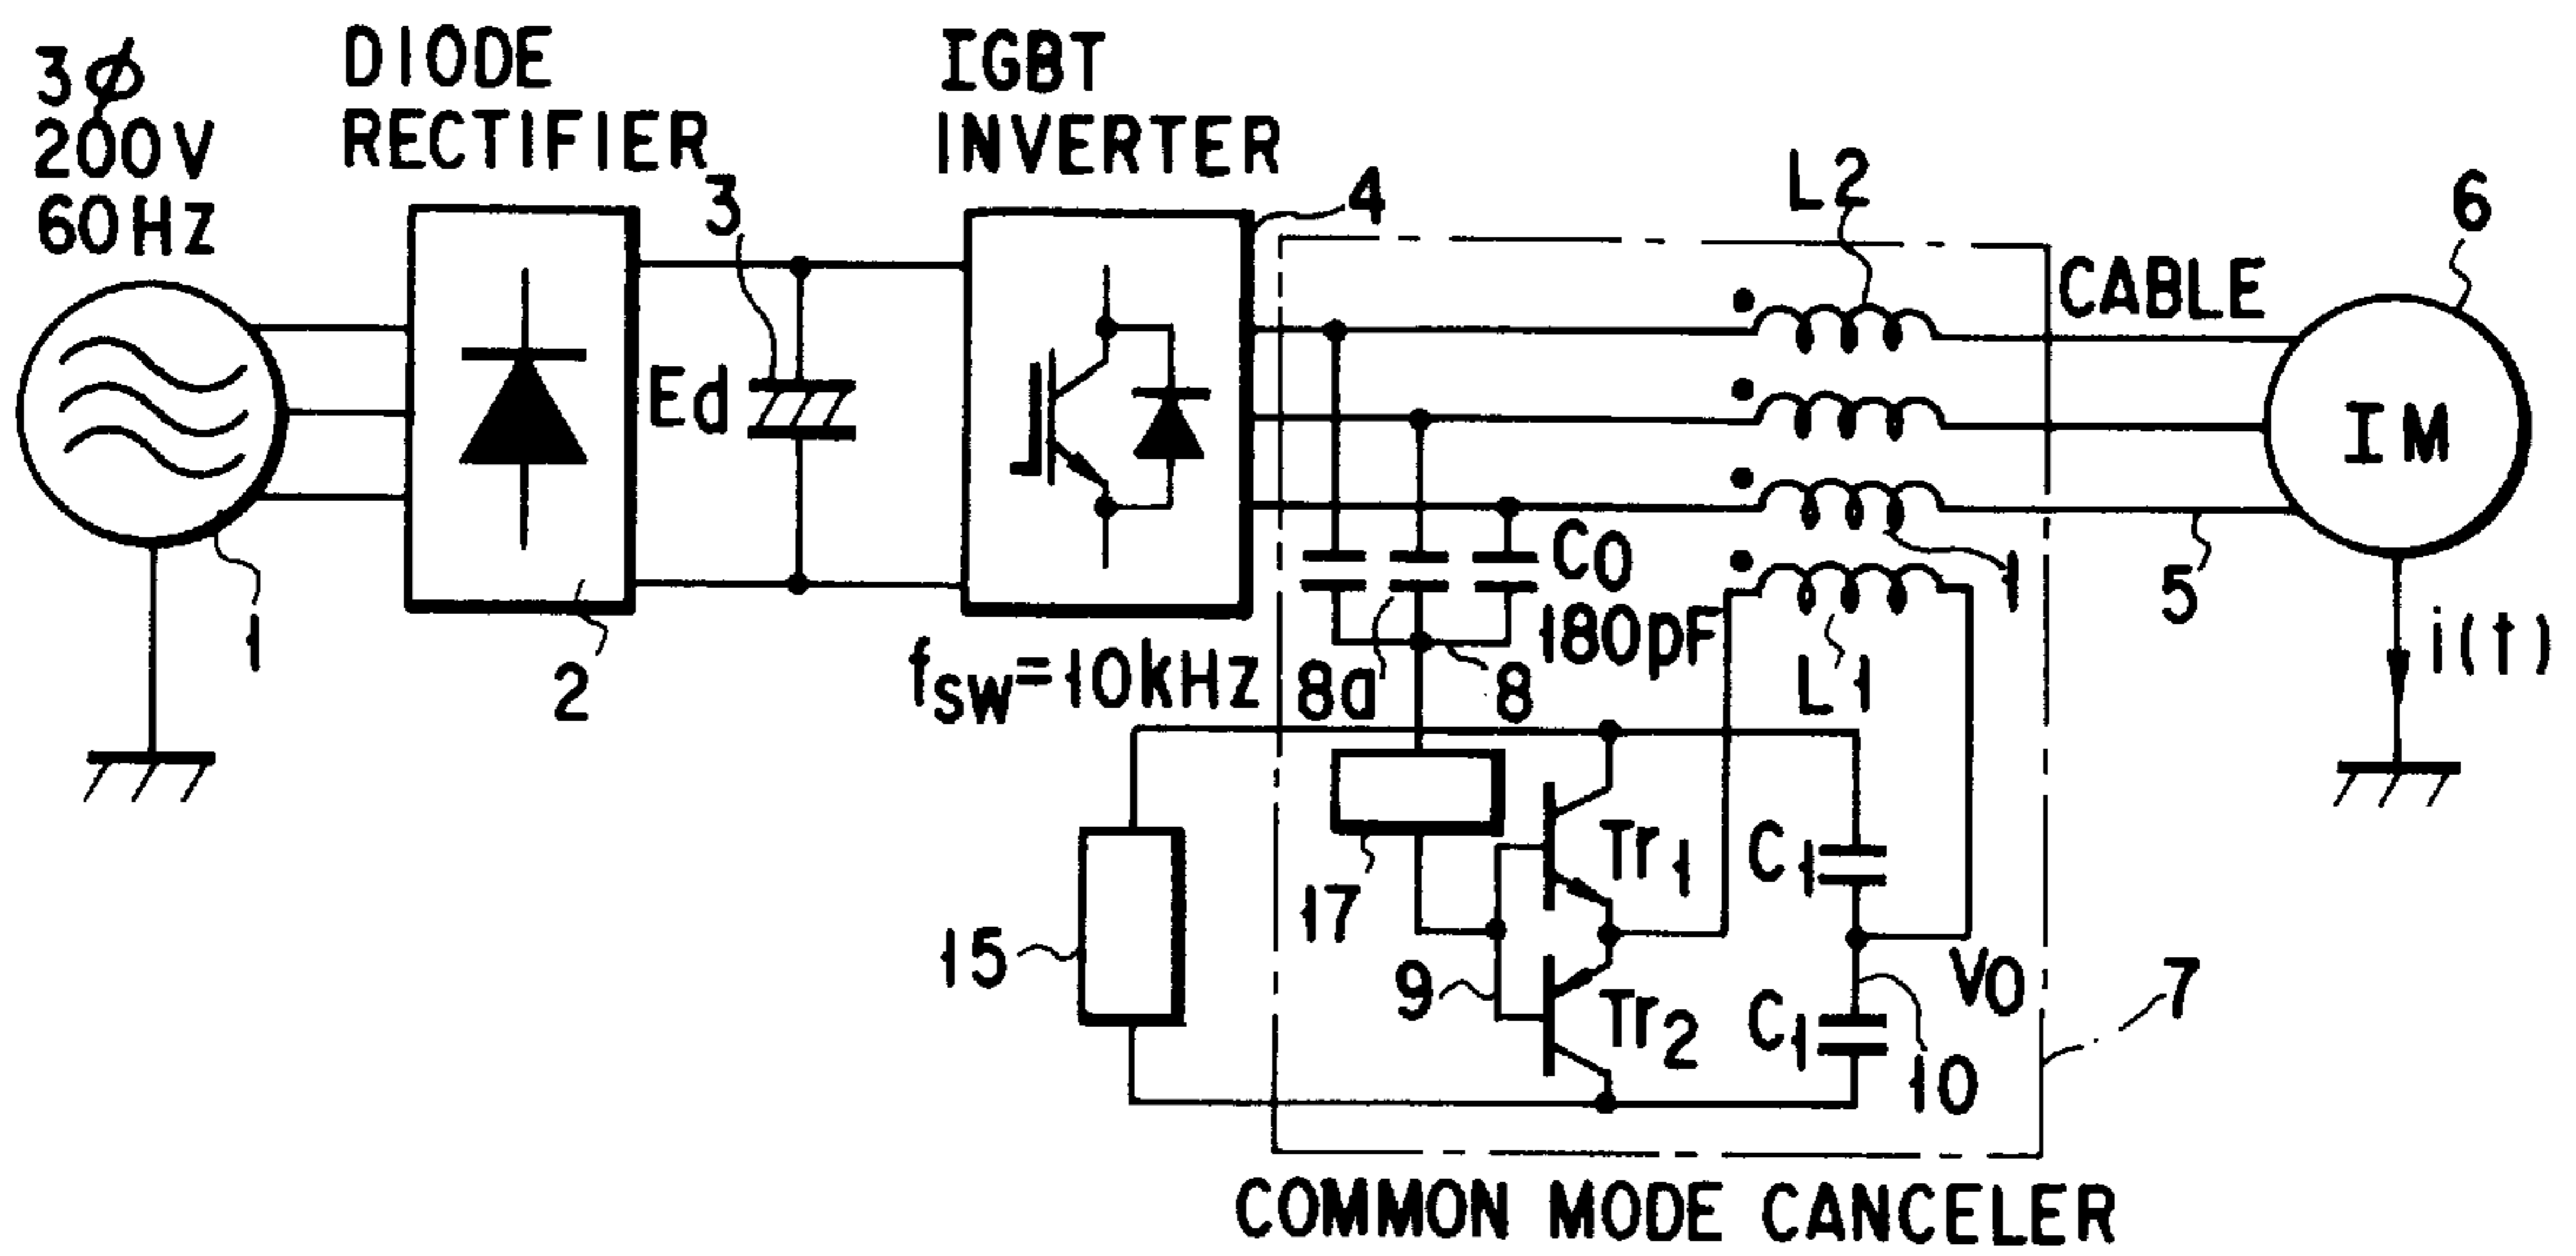 3φ
200V
60HZ
DIODE
RECTIFIER
IGBT
INVERTER
3
4
L2
CABLE
6
Ed
IM
C0
180pF
1
5
1
2
fSW=10kHZ
8a
8
L1
i(t)
15
17
Tr1
C1
9
Tr2
C1
V0
10
7
COMMON MODE CANCELER